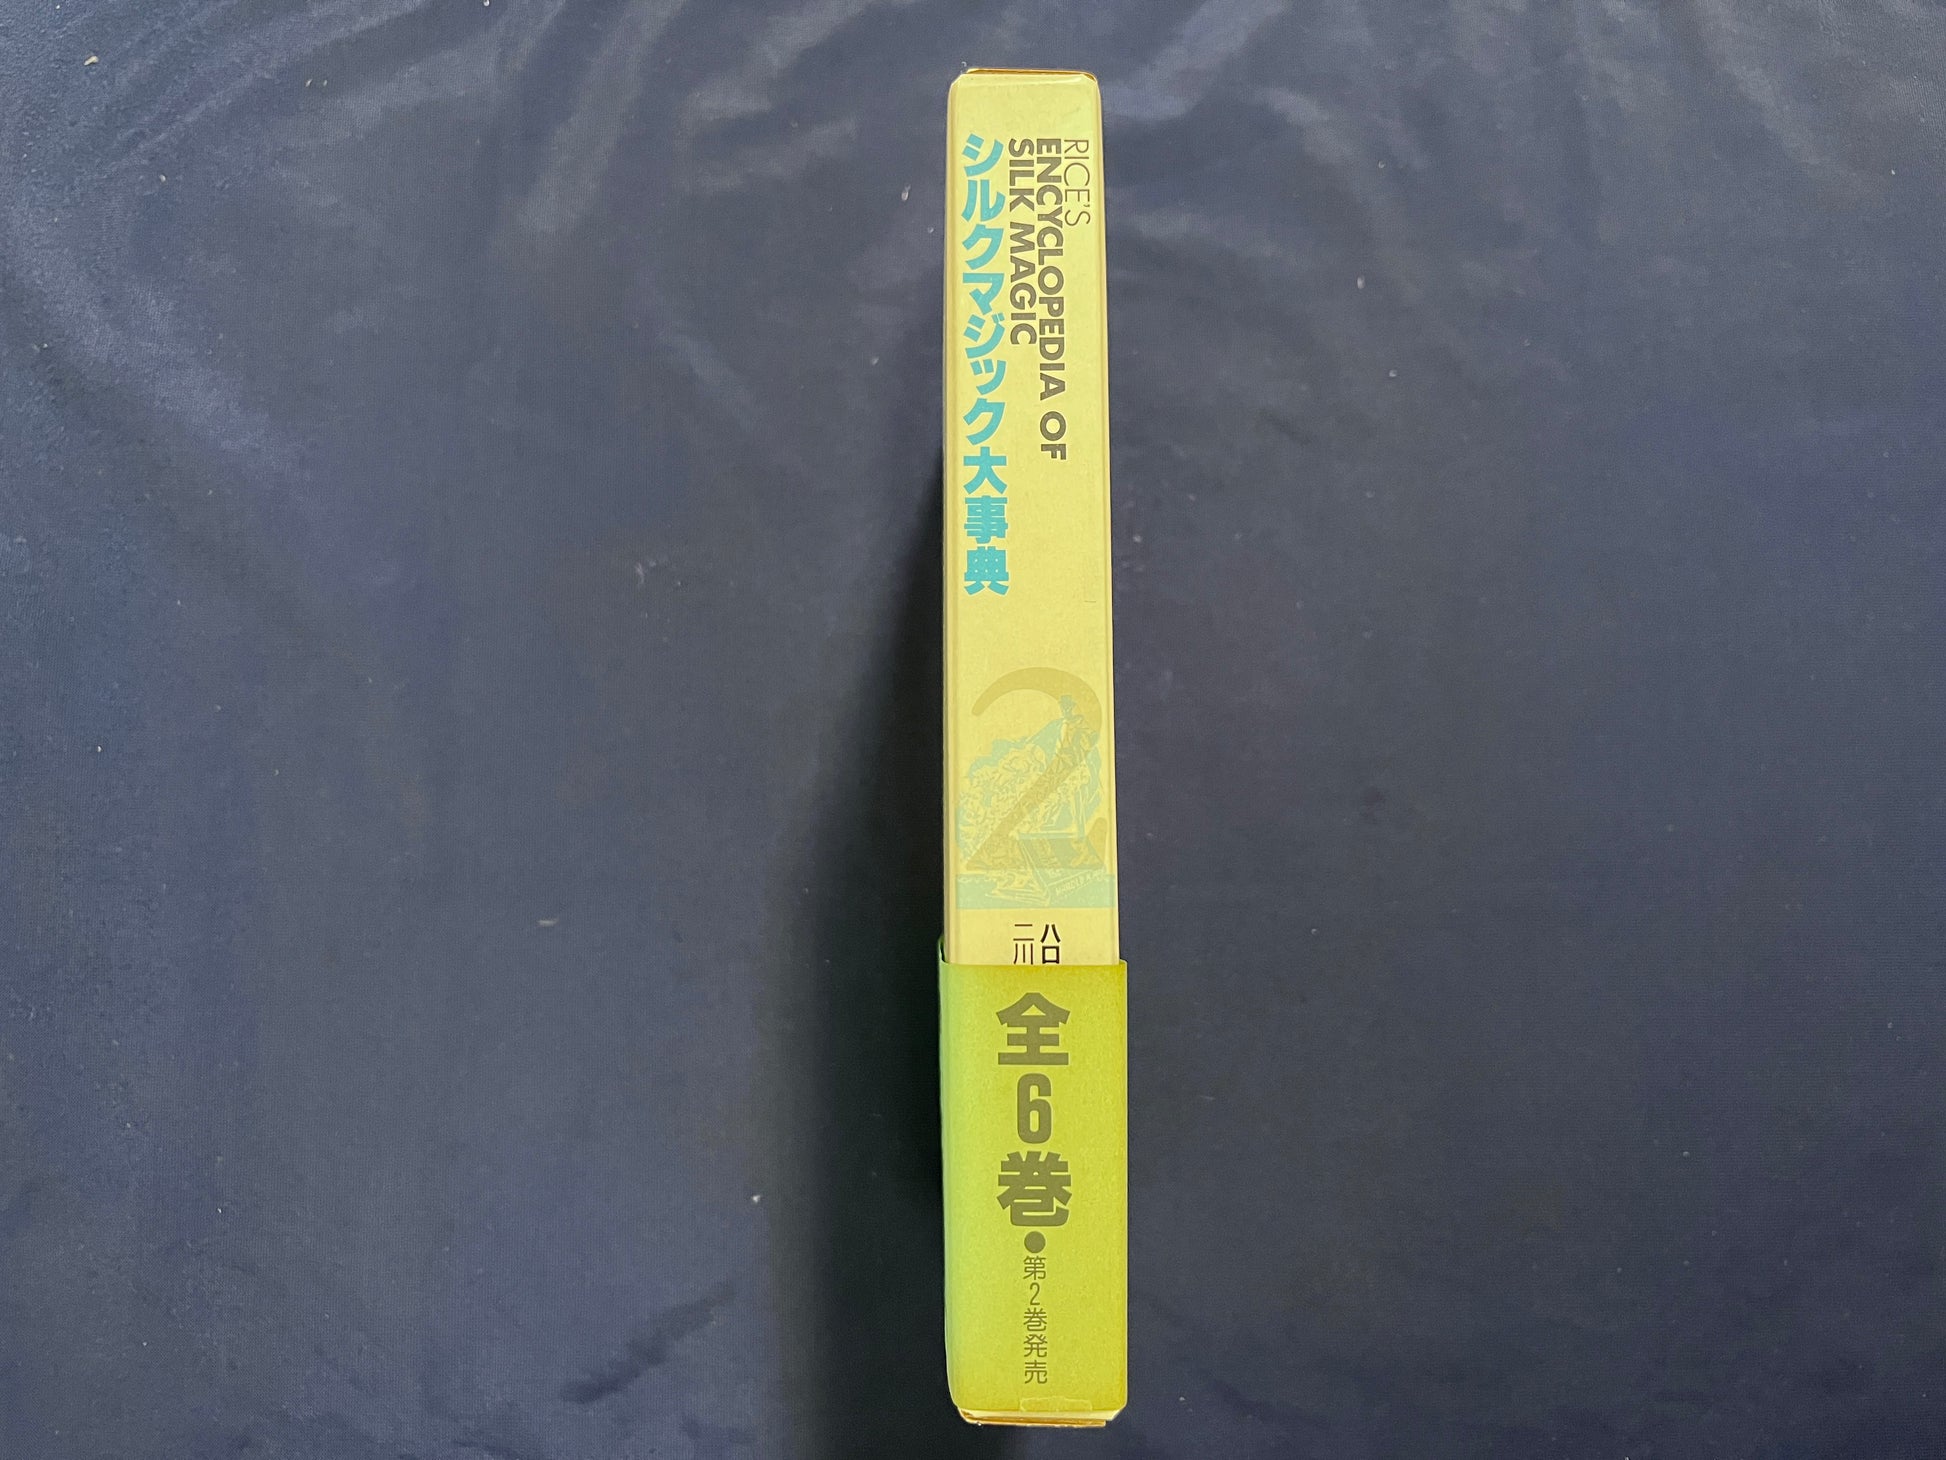 RICE'S
ENCYCLOPEDIA OF
SILK MAGIC
シルクマジック大事典
2
ハロ
二川
全6巻●第2巻発売